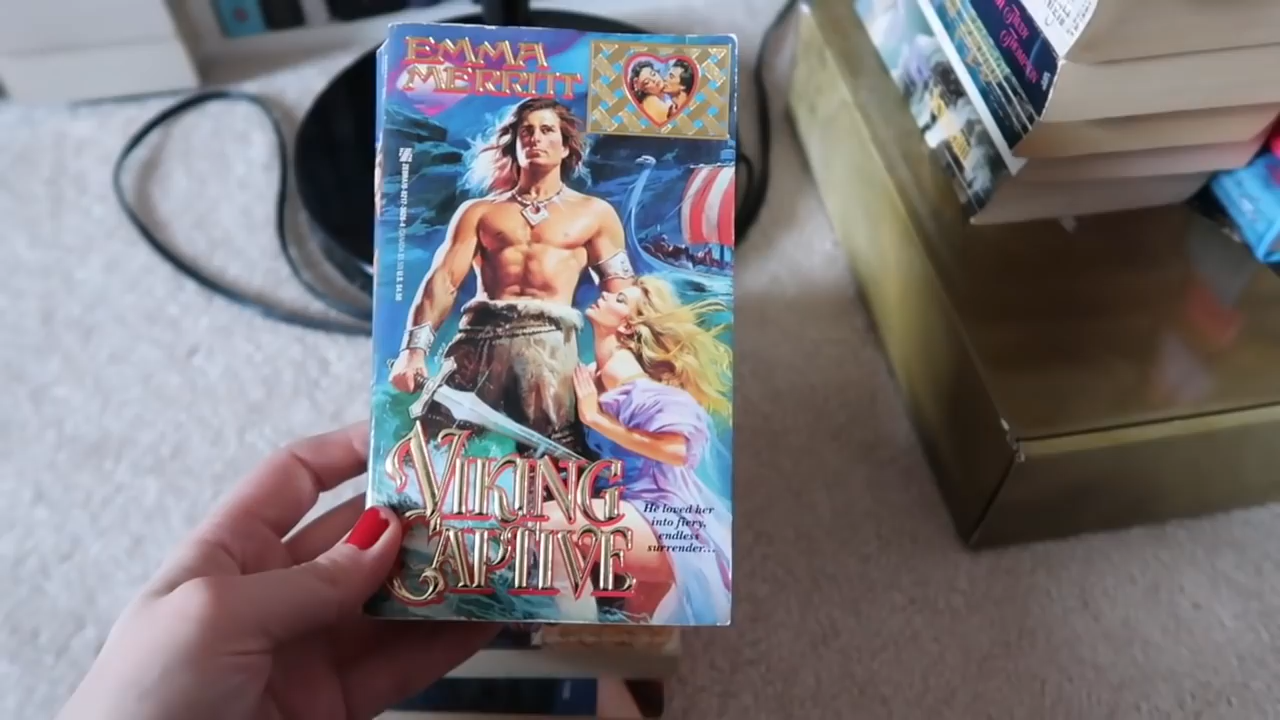 EMMA
MERRITT
VIKING
CAPTIVE
He loved her
into fiery,
endless
surrender...